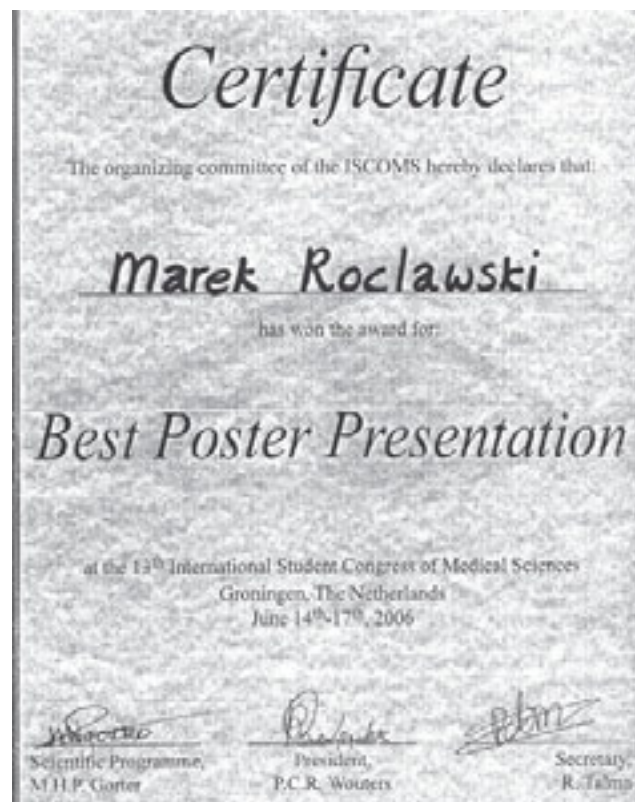 Certificate
The organizing committee of the ISCOMS hereby declares that:
Marek Roclawski
has won the award for:
Best Poster Presentation
at the 13th International Student Congress of Medical Sciences
Groningen, The Netherlands
June 14th-17th, 2006
Scientific Programme, President, Secretary,
M.H.P. Gorter P.C.R. Wouters R. Talma